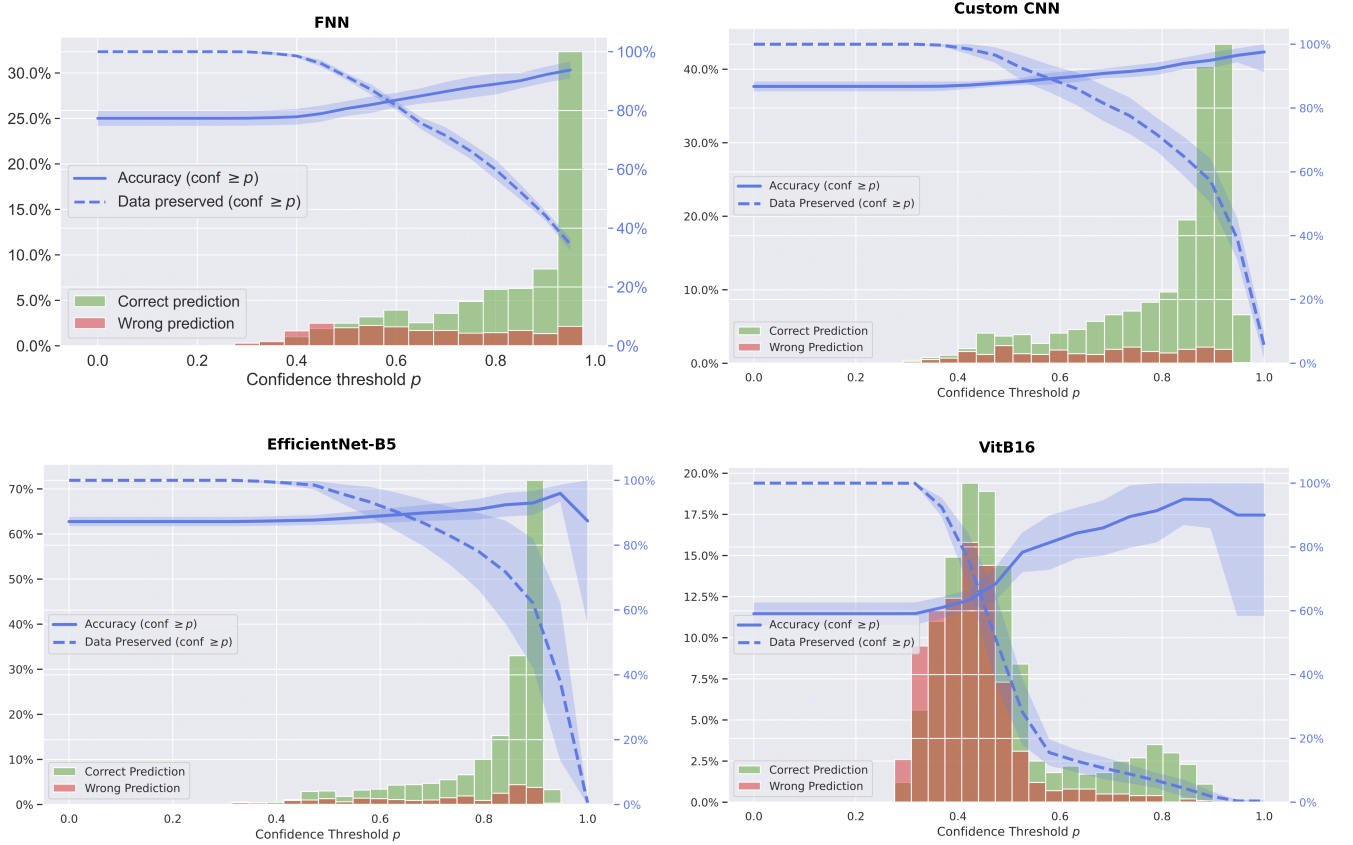 FNN
30.0%
25.0%
20.0%
15.0%
10.0%
5.0%
0.0%
100%
80%
60%
40%
20%
0%
Accuracy (conf ≥p)
Data preserved (conf ≥p)
Correct prediction
Wrong prediction
0.0 0.2 0.4 0.6 0.8 1.0
Confidence threshold p
Custom CNN
40.0%
30.0%
20.0%
10.0%
0.0%
100%
80%
60%
40%
20%
0%
Accuracy (conf ≥p)
Data Preserved (conf ≥p)
Correct Prediction
Wrong Prediction
0.0 0.2 0.4 0.6 0.8 1.0
Confidence Threshold p
EfficientNet-B5
70%
60%
50%
40%
30%
20%
10%
0%
100%
80%
60%
40%
20%
0%
Accuracy (conf ≥p)
Data Preserved (conf ≥p)
Correct Prediction
Wrong Prediction
0.0 0.2 0.4 0.6 0.8 1.0
Confidence Threshold p
VitB16
20.0%
17.5%
15.0%
12.5%
10.0%
7.5%
5.0%
2.5%
0.0%
100%
80%
60%
40%
20%
0%
Accuracy (conf ≥p)
Data Preserved (conf ≥p)
Correct Prediction
Wrong Prediction
0.0 0.2 0.4 0.6 0.8 1.0
Confidence Threshold p